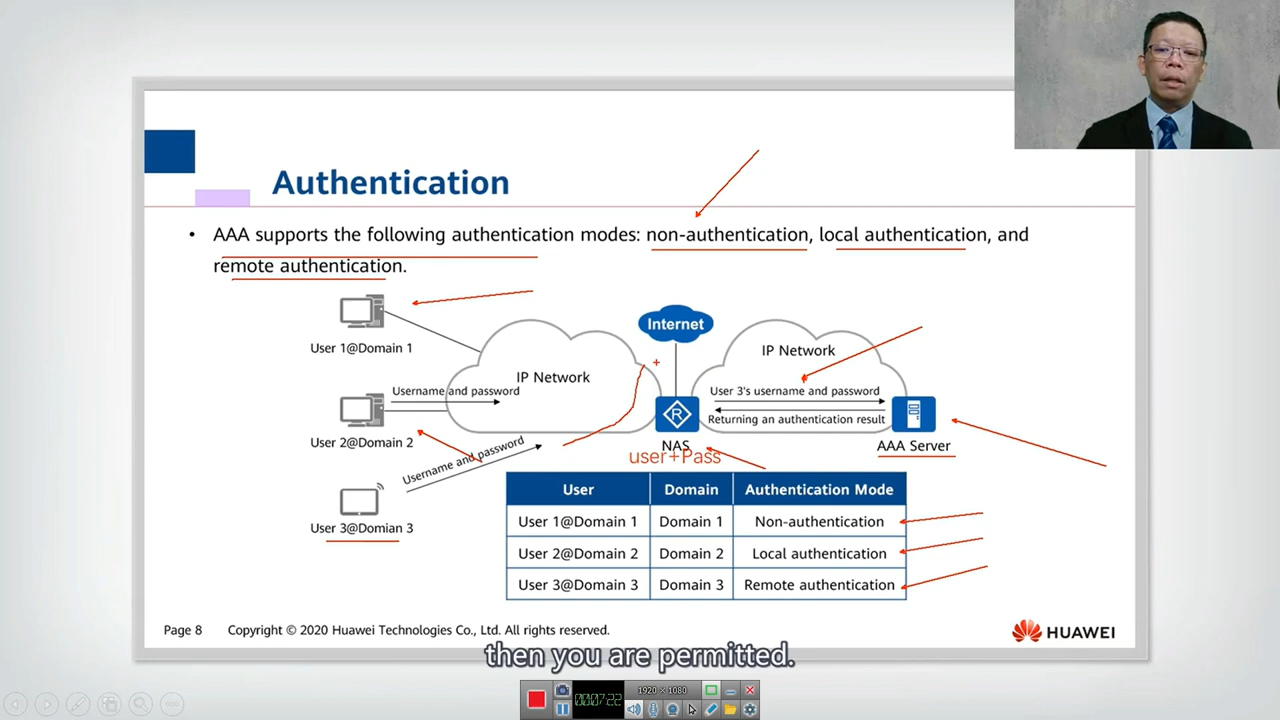 Authentication
• AAA supports the following authentication modes: non-authentication, local authentication, and
remote authentication.
User 1@Domain 1
Username and password
User 2@Domain 2
Username and password
User 3@Domian 3
IP Network
Internet
IP Network
User 3's username and password
Returning an authentication result
R
NAS
AAA Server
user+Pass
User Domain Authentication Mode
User 1@Domain 1 Domain 1 Non-authentication
User 2@Domain 2 Domain 2 Local authentication
User 3@Domain 3 Domain 3 Remote authentication
Page 8 Copyright © 2020 Huawei Technologies Co., Ltd. All rights reserved.
HUAWEI
then you are permitted.
1920 × 1080
00:07:22